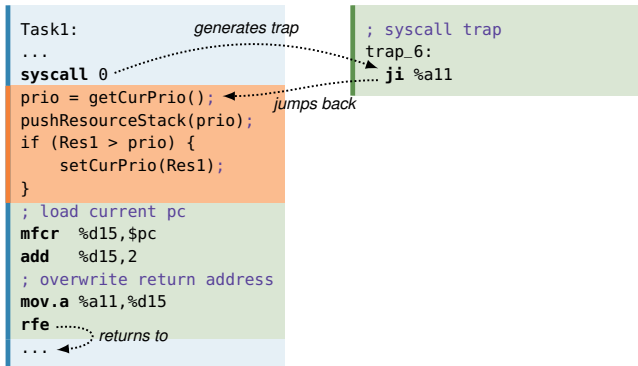 Task1:
...
syscall 0
prio = getCurPrio();
pushResourceStack(prio);
if (Res1 > prio) {
    setCurPrio(Res1);
}
; load current pc
mfcr  %d15,$pc
add   %d15,2
; overwrite return address
mov.a %a11,%d15
rfe
returns to
...
generates trap
jumps back
; syscall trap
trap_6:
  ji %a11